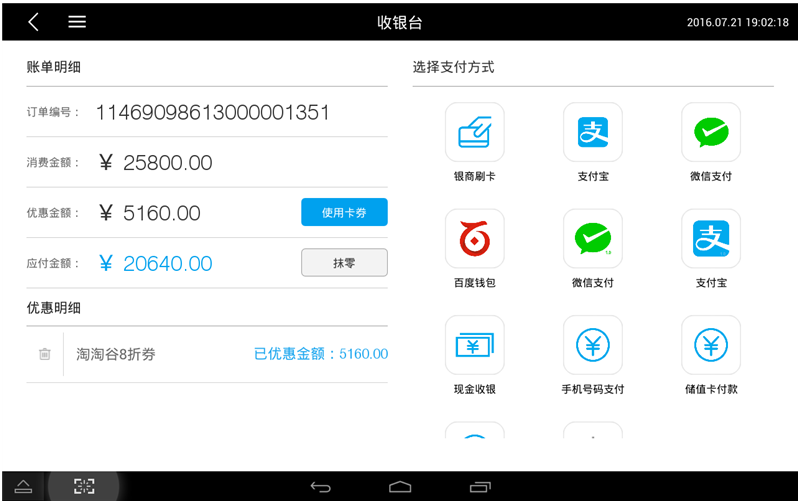 收银台
2016.07.21 19:02:18
账单明细
订单编号： 11469098613000001351
消费金额： ¥ 25800.00
优惠金额： ¥ 5160.00 使用卡券
应付金额： ¥ 20640.00 抹零
优惠明细
淘淘谷8折券 已优惠金额：5160.00
选择支付方式
支
银商刷卡 支付宝 微信支付
1.2
支
百度钱包 微信支付 支付宝
¥ ¥ ¥
现金收银 手机号码支付 储值卡付款